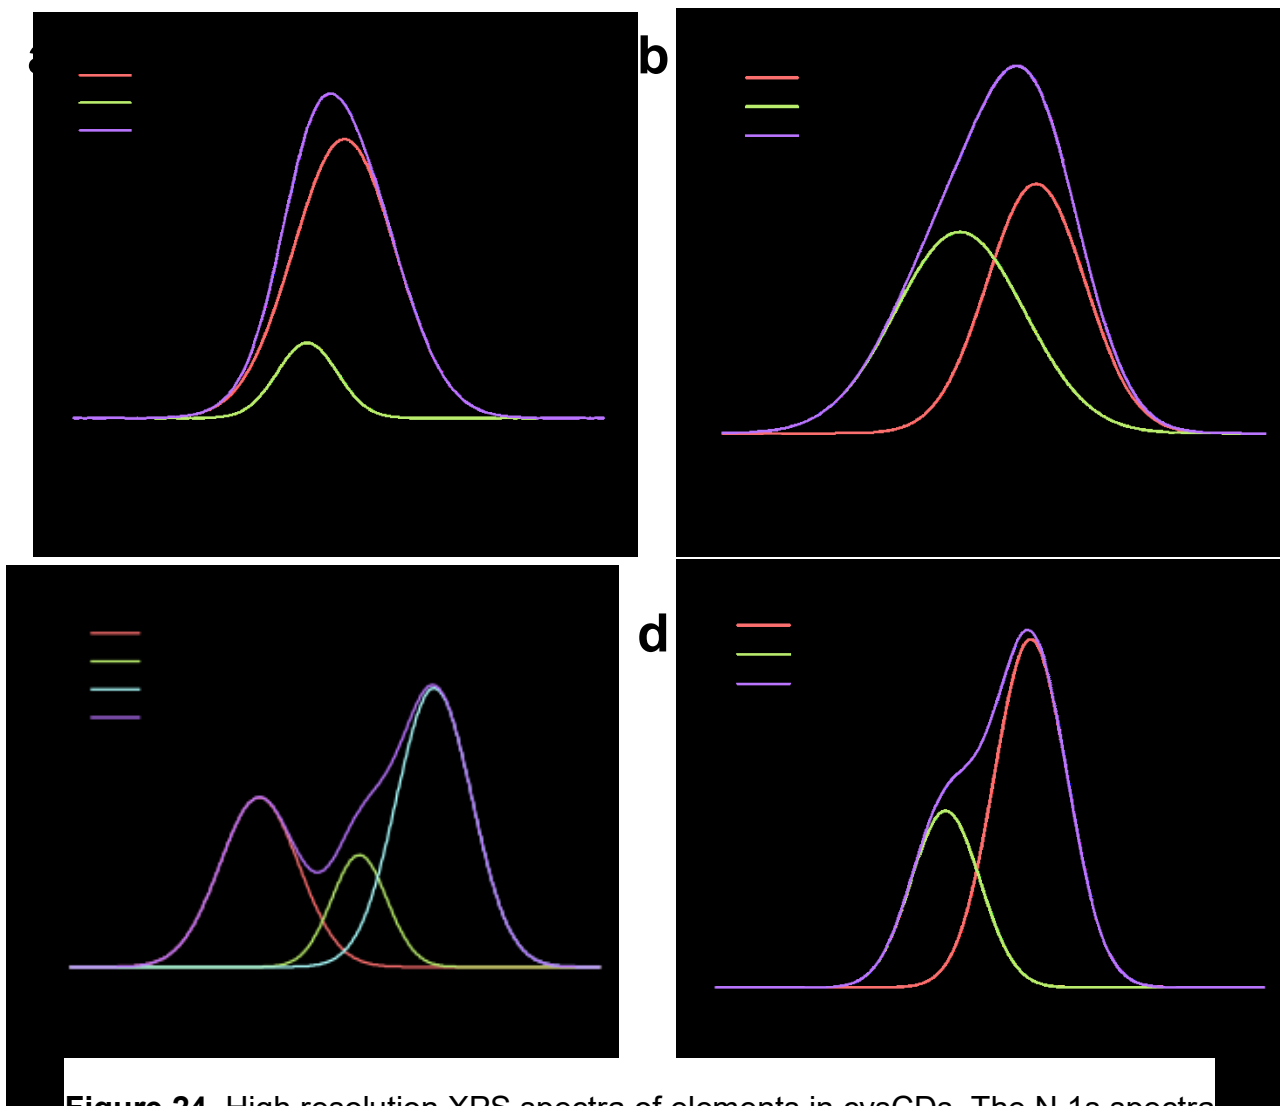 a
b
d
Figure 24. High resolution XPS spectra of elements in cysCDs. The N 1s spectra